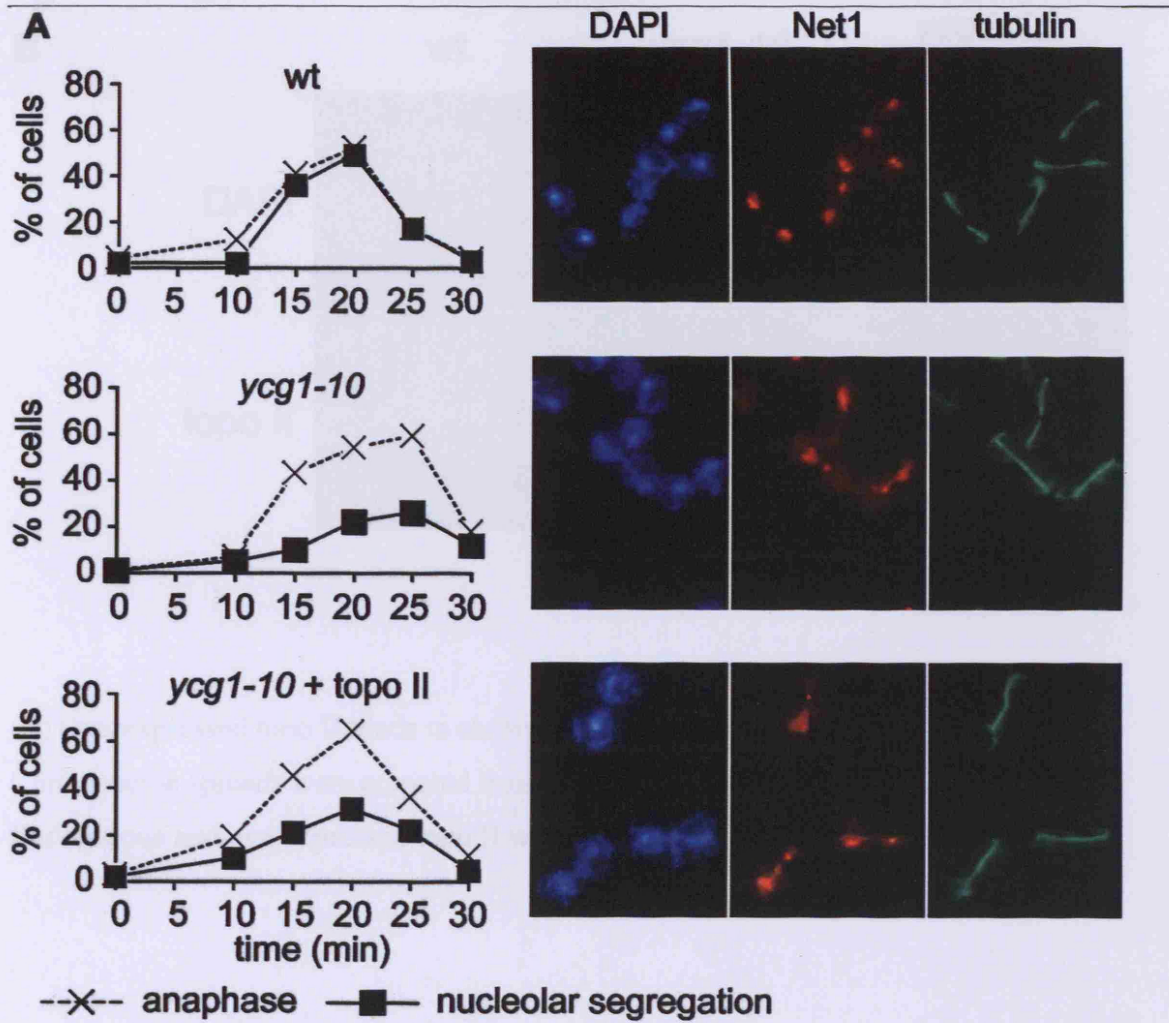 A
DAPI Net1 tubulin
wt
% of cells
80
60
40
20
0
0 5 10 15 20 25 30
ycg1-10
% of cells
80
60
40
20
0
0 5 10 15 20 25 30
ycg1-10 + topo II
% of cells
80
60
40
20
0
0 5 10 15 20 25 30
time (min)
anaphase nucleolar segregation